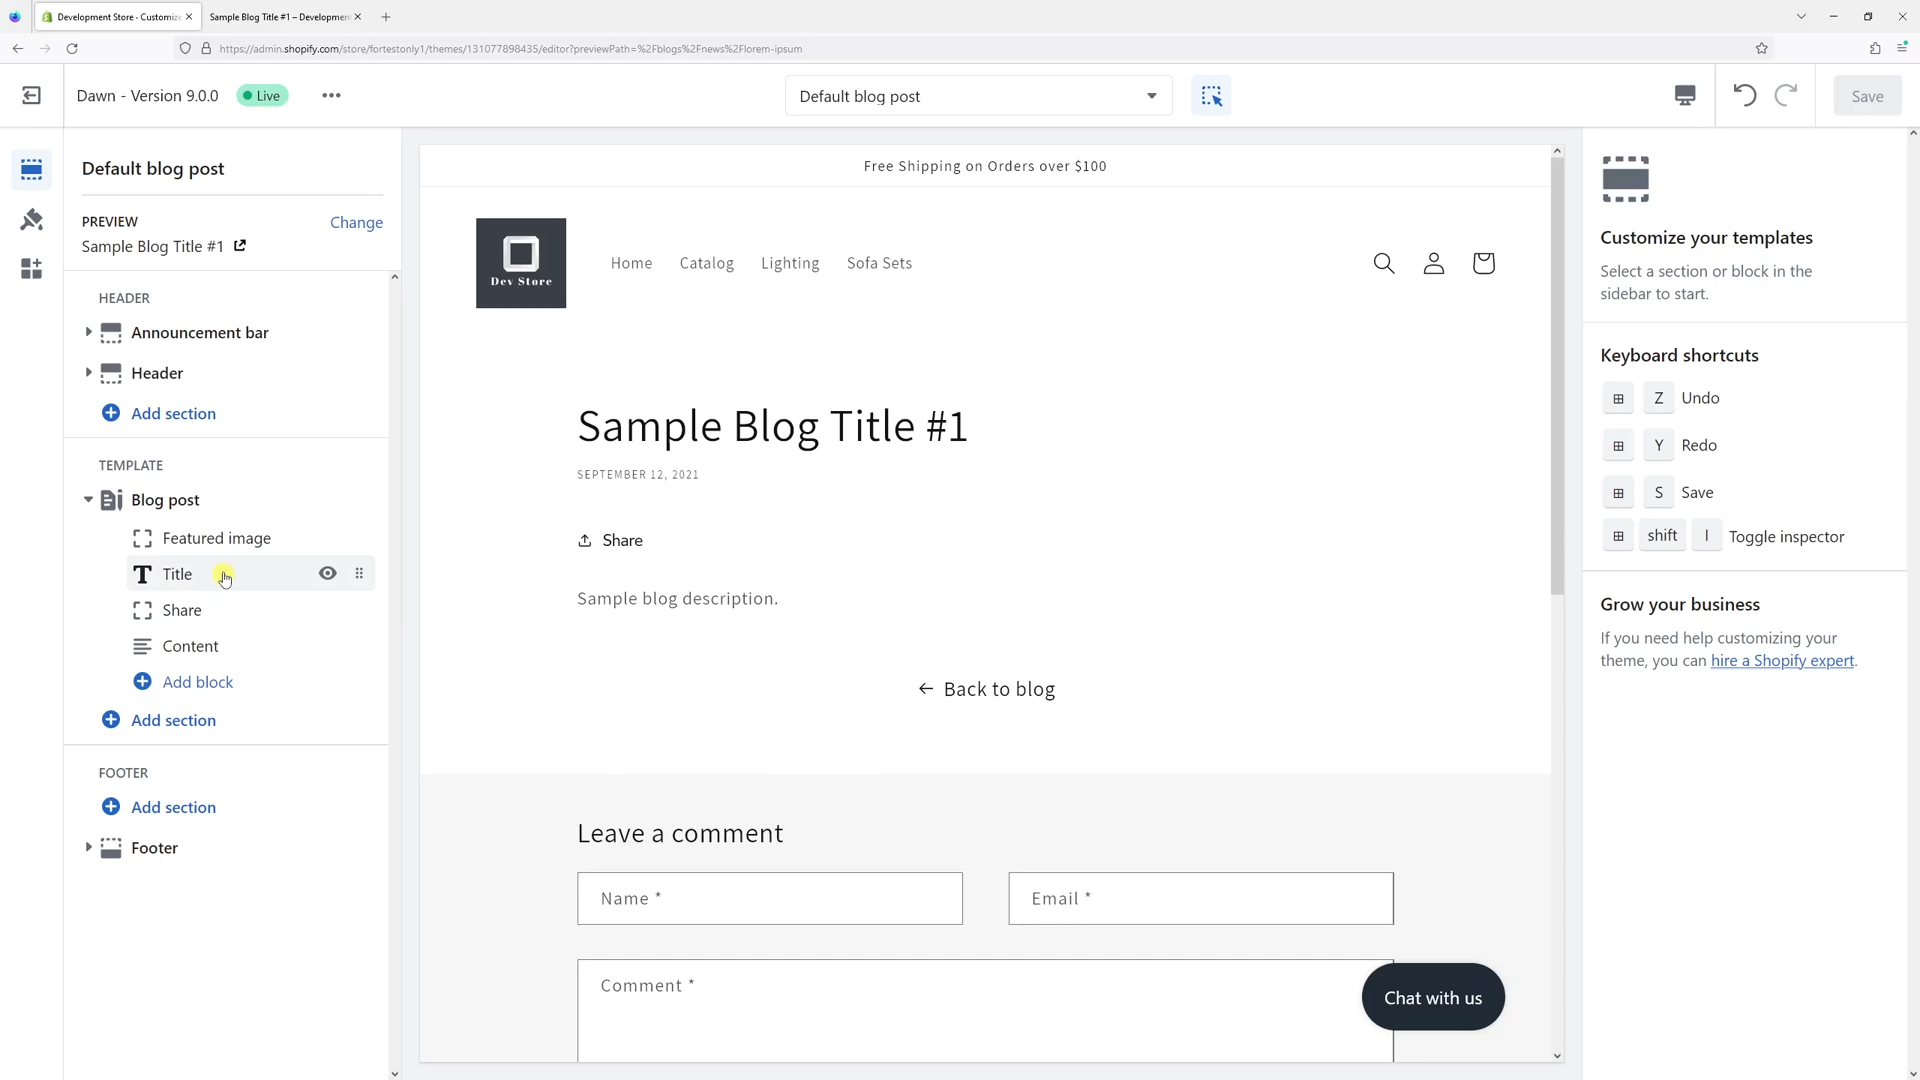 Development Store - Customize
Sample Blog Title #1 – Development
https://admin.shopify.com/store/fortestonly1/themes/131077898435/editor?previewPath=%2Fblogs%2Fnews%2Florem-ipsum
Dawn - Version 9.0.0
Live
Default blog post
Save
Default blog post
PREVIEW
Change
Sample Blog Title #1
HEADER
Announcement bar
Header
Add section
TEMPLATE
Blog post
Featured image
Title
Share
Content
Add block
Add section
FOOTER
Add section
Footer
Free Shipping on Orders over $100
Dev Store
Home
Catalog
Lighting
Sofa Sets
Sample Blog Title #1
SEPTEMBER 12, 2021
Share
Sample blog description.
Back to blog
Leave a comment
Name *
Email *
Comment *
Chat with us
Customize your templates
Select a section or block in the
sidebar to start.
Keyboard shortcuts
Z Undo
Y Redo
S Save
shift I Toggle inspector
Grow your business
If you need help customizing your
theme, you can hire a Shopify expert.